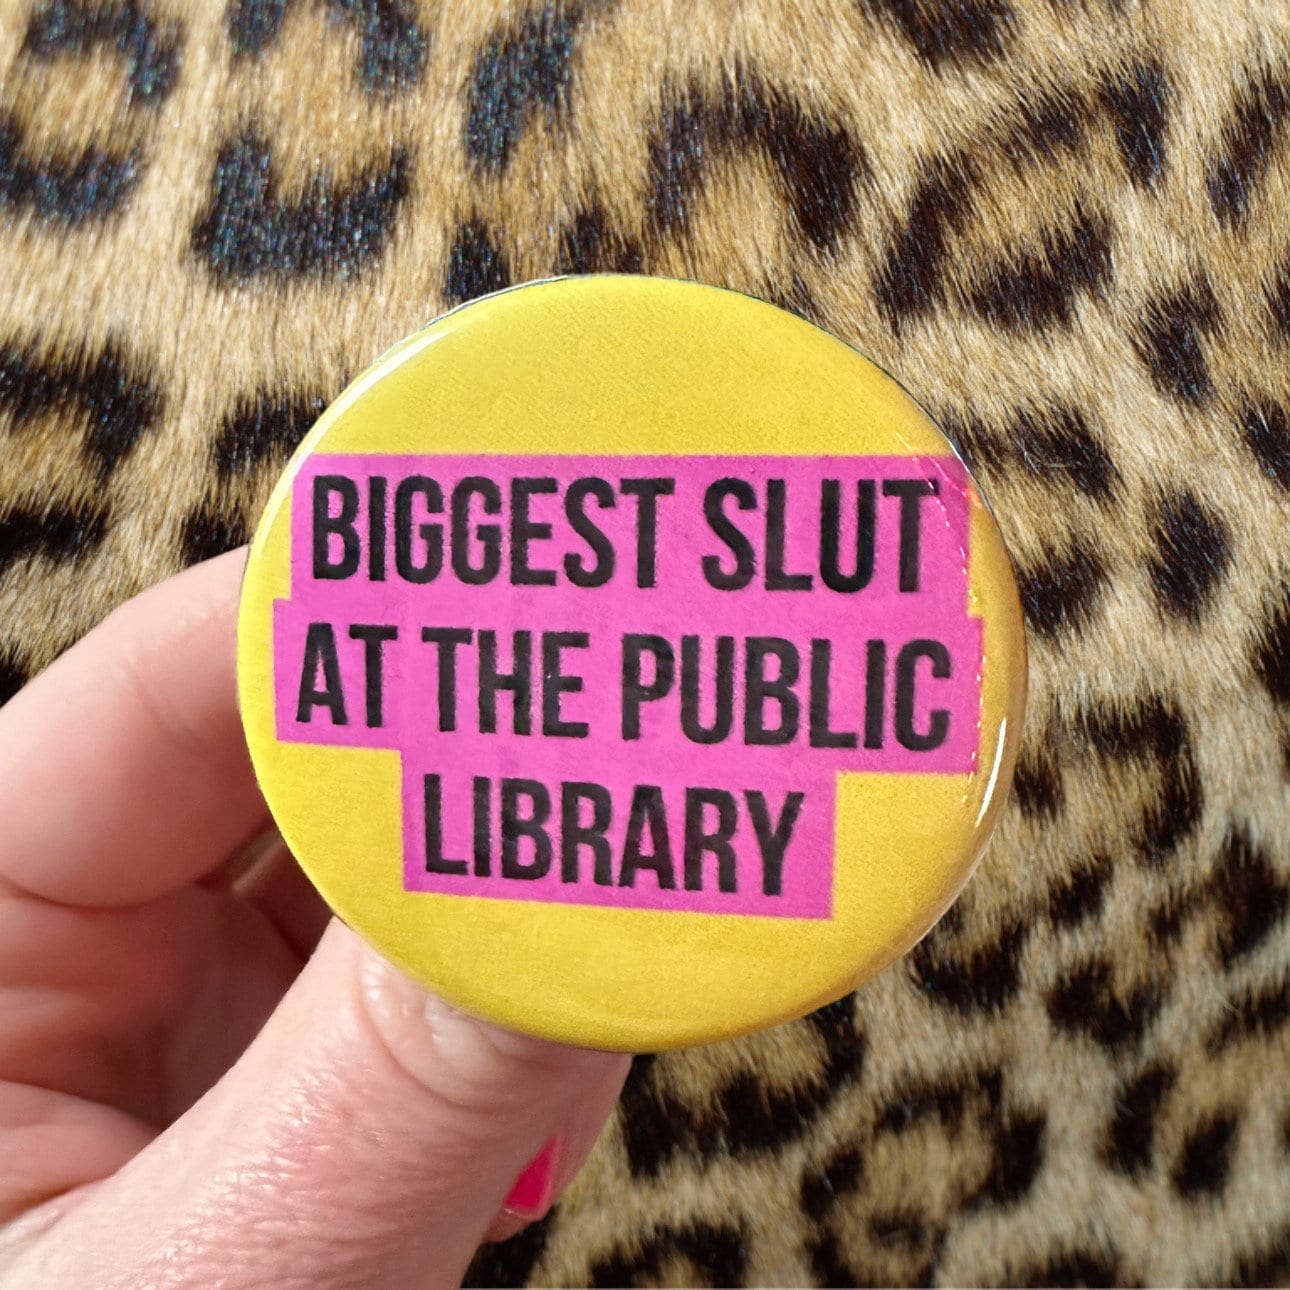 BIGGEST SLUT
AT THE PUBLIC
LIBRARY